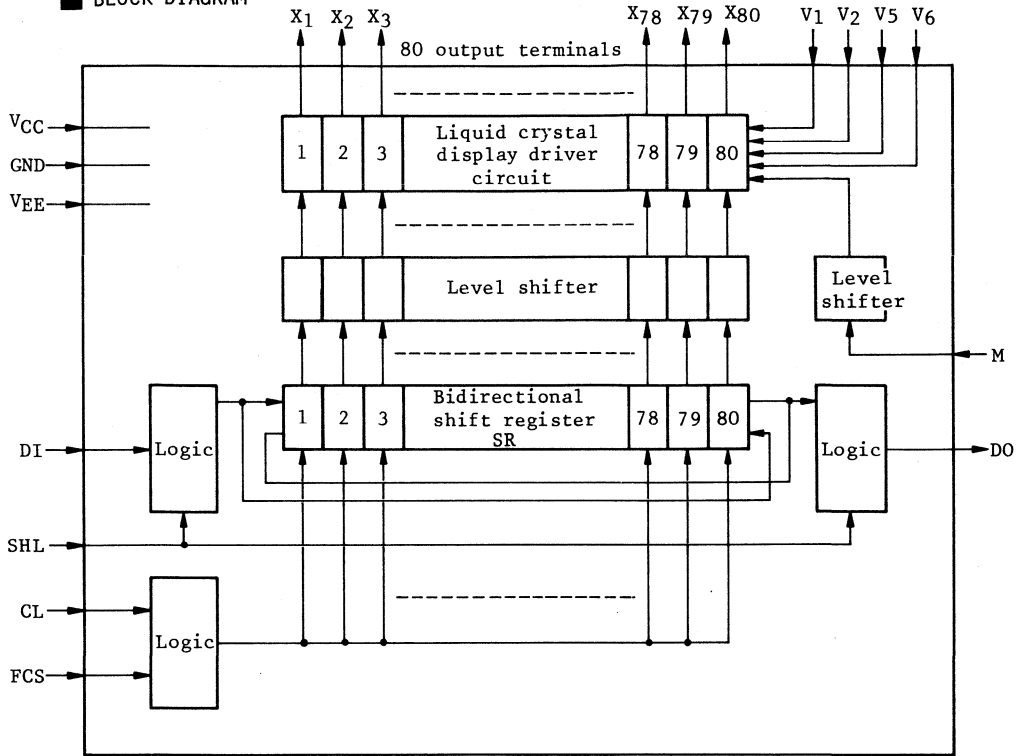 BLOCK DIAGRAM
X1 X2 X3 X78 X79 X80 V1 V2 V5 V6
80 output terminals
VCC
GND
VEE
1 2 3 Liquid crystal display driver circuit 78 79 80
Level shifter
Level shifter
M
1 2 3 Bidirectional shift register SR 78 79 80
DI
Logic
Logic
DO
SHL
CL
Logic
FCS